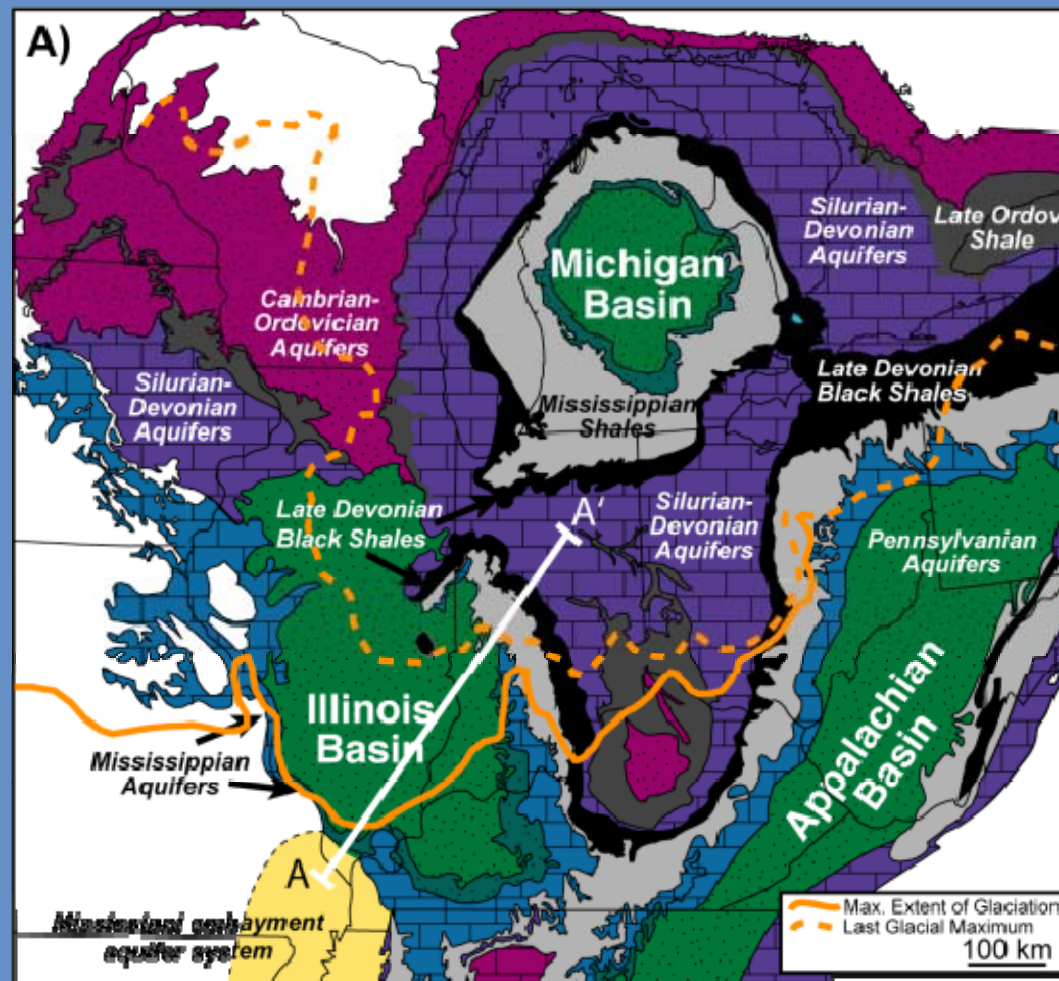 A)
Silurian-
Devonian
Aquifers
Late Ordov
Shale
Michigan
Basin
Cambrian-
Ordovician
Aquifers
Silurian-
Devonian
Aquifers
Late Devonian
Black Shales
Mississippian
Shales
Late Devonian
Black Shales
A'
Silurian-
Devonian
Aquifers
Pennsylvanian
Aquifers
Illinois
Basin
Mississippian
Aquifers
Appalachian
Basin
A
Mississippi embayment
aquifer system
Max. Extent of Glaciation
Last Glacial Maximum
100 km